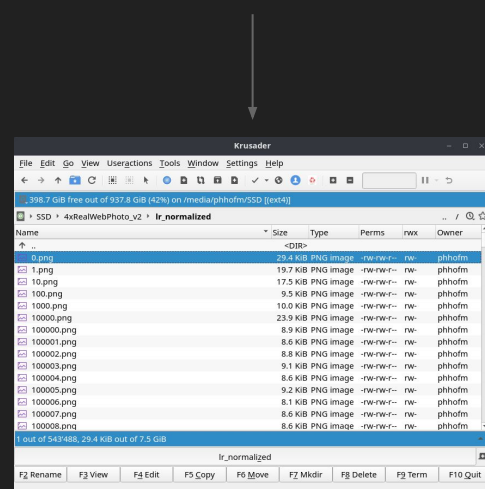 Krusader
File Edit Go View Useractions Tools Window Settings Help
398.7 GiB free out of 937.8 GiB (42%) on /media/phhofm/SSD [(ext4)]
SSD 4xRealWebPhoto_v2 lr_normalized .. /
Name Size Type Perms rwx Owner
.. <DIR>
0.png 29.4 KiB PNG image -rw-rw-r-- rw- phhofm
1.png 19.7 KiB PNG image -rw-rw-r-- rw- phhofm
10.png 17.5 KiB PNG image -rw-rw-r-- rw- phhofm
100.png 9.5 KiB PNG image -rw-rw-r-- rw- phhofm
1000.png 10.0 KiB PNG image -rw-rw-r-- rw- phhofm
10000.png 23.9 KiB PNG image -rw-rw-r-- rw- phhofm
100000.png 8.9 KiB PNG image -rw-rw-r-- rw- phhofm
100001.png 8.6 KiB PNG image -rw-rw-r-- rw- phhofm
100002.png 8.8 KiB PNG image -rw-rw-r-- rw- phhofm
100003.png 9.1 KiB PNG image -rw-rw-r-- rw- phhofm
100004.png 8.6 KiB PNG image -rw-rw-r-- rw- phhofm
100005.png 9.2 KiB PNG image -rw-rw-r-- rw- phhofm
100006.png 8.1 KiB PNG image -rw-rw-r-- rw- phhofm
100007.png 8.6 KiB PNG image -rw-rw-r-- rw- phhofm
100008.png 8.6 KiB PNG image -rw-rw-r-- rw- phhofm
1 out of 543'488, 29.4 KiB out of 7.5 GiB
lr_normalized
F2 Rename F3 View F4 Edit F5 Copy F6 Move F7 Mkdir F8 Delete F9 Term F10 Quit